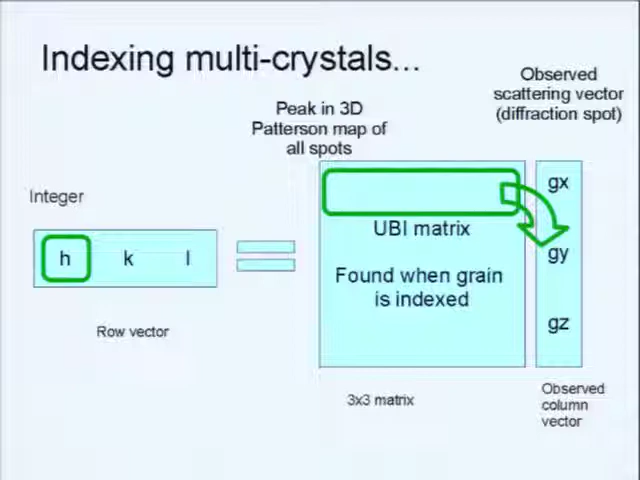 Indexing multi-crystals...
Observed
scattering vector
(diffraction spot)
Peak in 3D
Patterson map of
all spots
Integer
h k l
Row vector
UBI matrix
Found when grain
is indexed
3x3 matrix
gx
gy
gz
Observed
column
vector